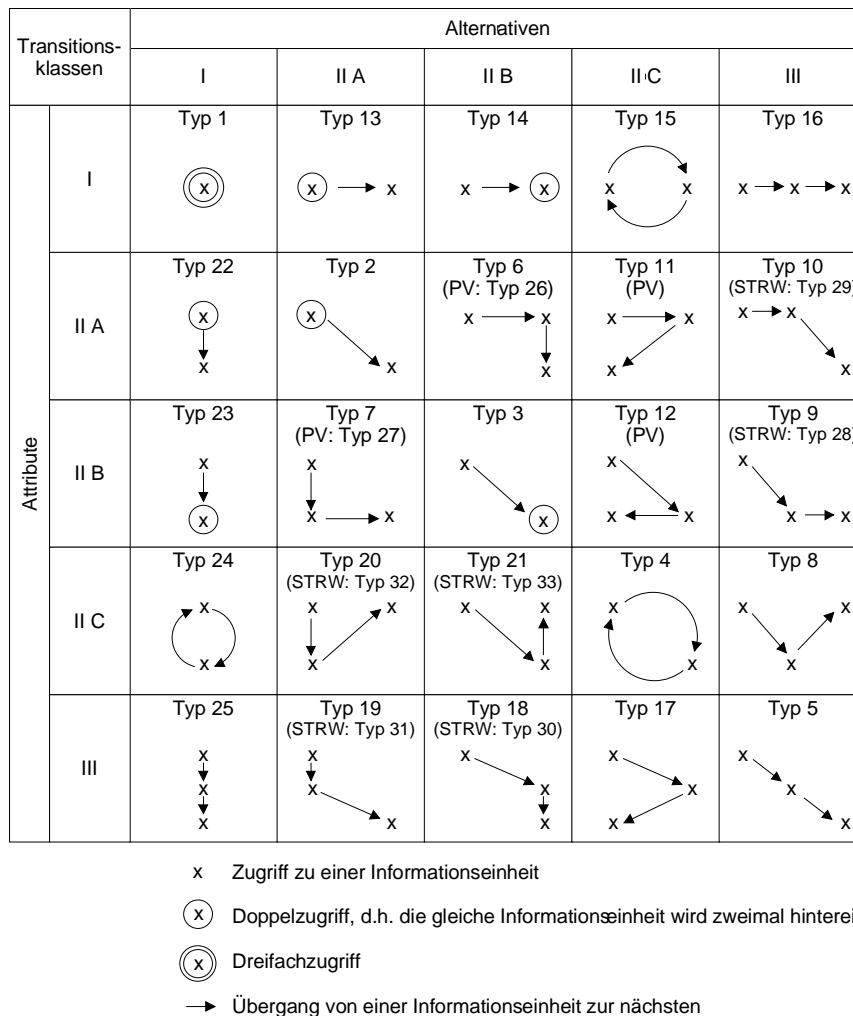 Transitions-
klassen
Alternativen
I II A II B II C III
Attribute
I
Typ 1 Typ 13 Typ 14 Typ 15 Typ 16
x x x x x x x x x x
II A
Typ 22 Typ 2 Typ 6 Typ 11 Typ 10
(PV: Typ 26) (PV) (STRW: Typ 29)
x x x x x x x x
x x x x x
II B
Typ 23 Typ 7 Typ 3 Typ 12 Typ 9
(PV: Typ 27) (PV) (STRW: Typ 28)
x x x x x
x x x x x x x x
II C
Typ 24 Typ 20 Typ 21 Typ 4 Typ 8
(STRW: Typ 32) (STRW: Typ 33)
x x x x x x x x
x x x x x
III
Typ 25 Typ 19 Typ 18 Typ 17 Typ 5
(STRW: Typ 31) (STRW: Typ 30)
x x x x x
x x x x x
x x x x x
x Zugriff zu einer Informationseinheit
x Doppelzugriff, d.h. die gleiche Informationseinheit wird zweimal
x Dreifachzugriff
Übergang von einer Informationseinheit zur nächsten